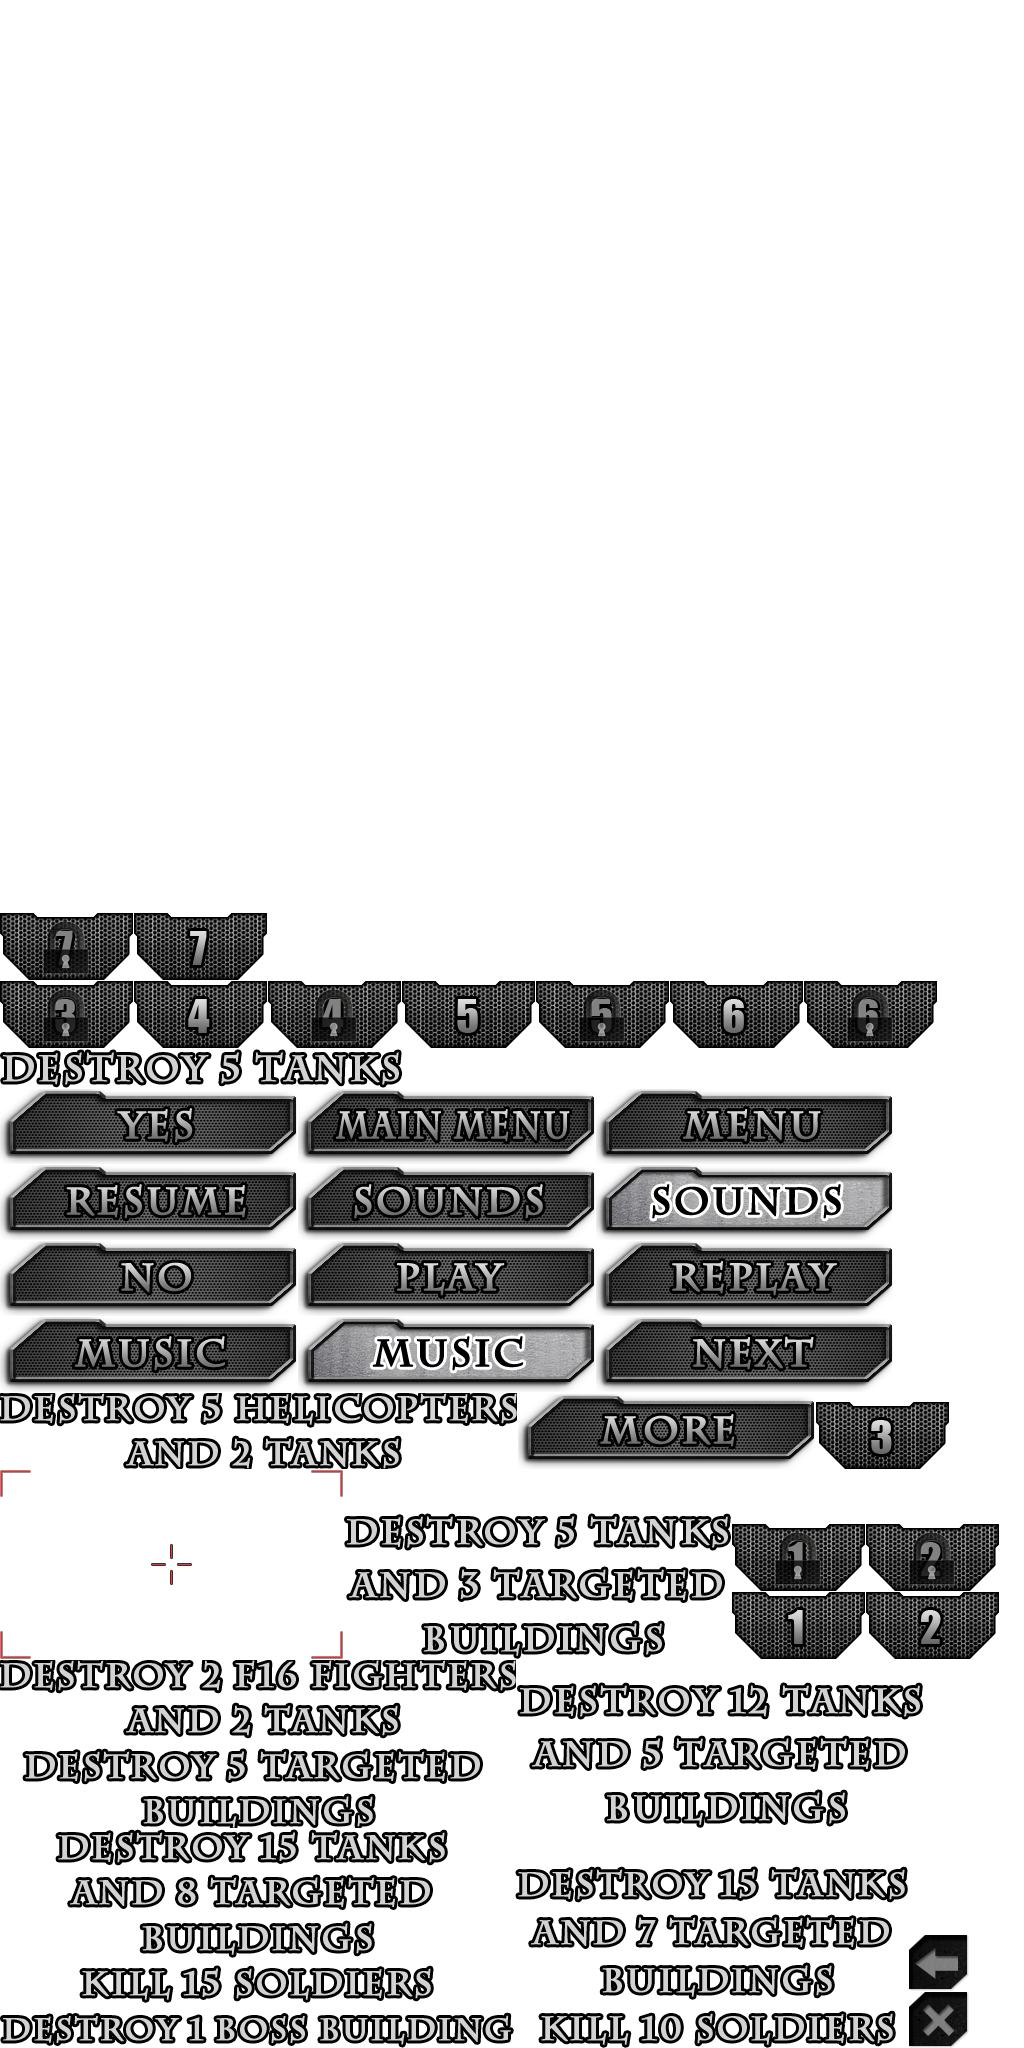 7 7
3 4 4 5 5 6 6
DESTROY 5 TANKS
YES MAIN MENU MENU
RESUME SOUNDS SOUNDS
NO PLAY REPLAY
MUSIC MUSIC NEXT
DESTROY 5 HELICOPTERS
AND 2 TANKS
MORE 3
DESTROY 5 TANKS
AND 3 TARGETED
BUILDINGS
1 2
1 2
DESTROY 2 F16 FIGHTERS
AND 2 TANKS
DESTROY 5 TARGETED
BUILDINGS
DESTROY 12 TANKS
AND 5 TARGETED
BUILDINGS
DESTROY 15 TANKS
AND 8 TARGETED
BUILDINGS
KILL 15 SOLDIERS
DESTROY 1 BOSS BUILDING
DESTROY 15 TANKS
AND 7 TARGETED
BUILDINGS
KILL 10 SOLDIERS